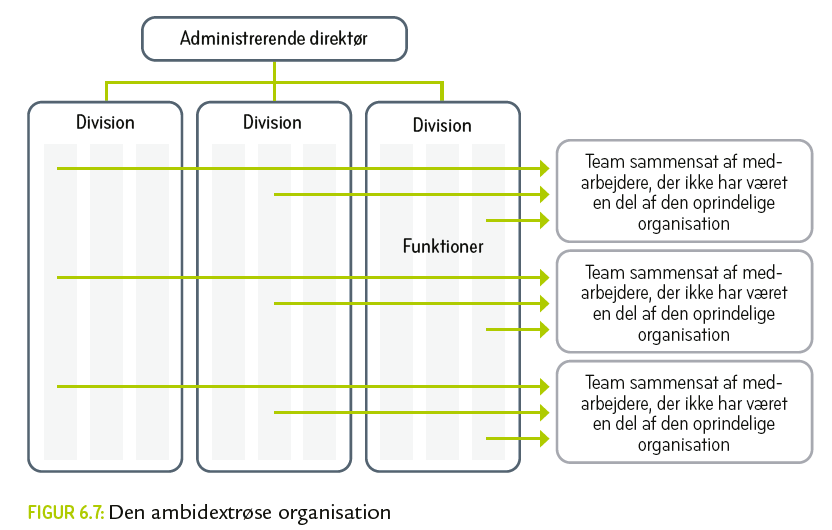 Administrerende direktør
Division
Division
Division
Team sammensat af med-
arbejdere, der ikke har været
en del af den oprindelige
organisation
Funktioner
Team sammensat af med-
arbejdere, der ikke har været
en del af den oprindelige
organisation
Team sammensat af med-
arbejdere, der ikke har været
en del af den oprindelige
organisation
FIGUR 6.7: Den ambidextrøse organisation